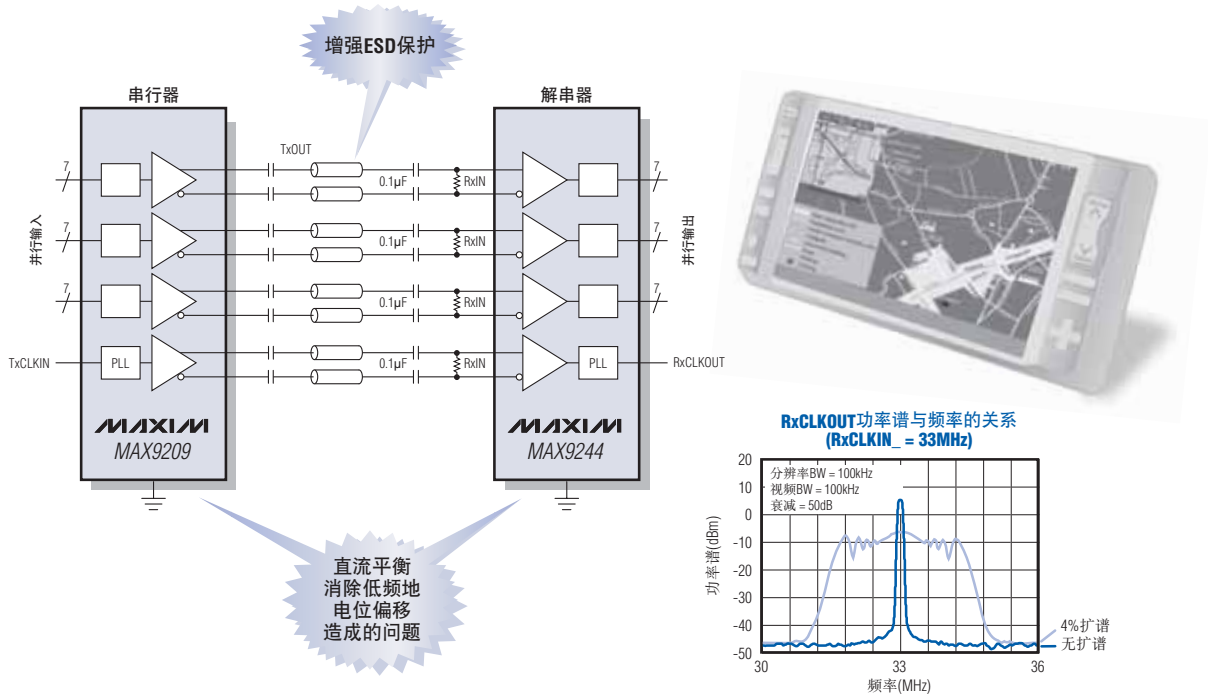 增强ESD保护
串行器
解串器
TxOUT
7
0.1µF
RxIN
7
7
0.1µF
RxIN
7
并行输入
并行输出
7
0.1µF
RxIN
7
TxCLKIN
PLL
0.1µF
RxIN
PLL
RxCLKOUT
MAXIM
MAX9209
MAXIM
MAX9244
直流平衡
消除低频地
电位偏移
造成的问题
RxCLKOUT功率谱与频率的关系
(RxCLKIN_ = 33MHz)
分辨率BW = 100kHz
视频BW = 100kHz
衰减 = 50dB
功率谱(dBm)
20
10
0
-10
-20
-30
-40
-50
30
33
36
频率(MHz)
4%扩谱
无扩谱